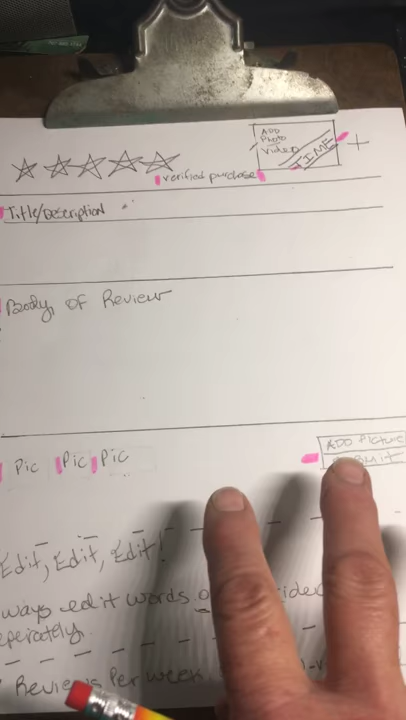 ADD
Photo
Video
TIME
verified purchase
Title/Description
Body of Review
Pic Pic Pic
ADD Picture
Edit, Edit, Edit!
ways edit words
eperately
Reviews Per week